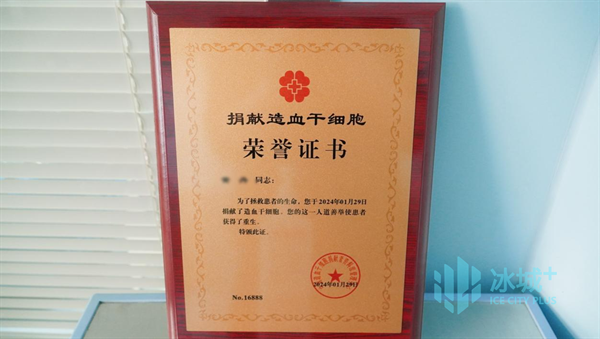 捐献造血干细胞
荣誉证书
同志：
为了拯救患者的生命，您于2024年01月29日
捐献了造血干细胞。您的这一人道善举使患者
获得了重生。
特颁此证。
2024年01月29日
No.16888
冰城+
ICE CITY PLUS